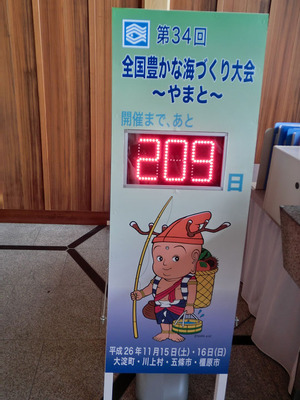 第34回
全国豊かな海づくり大会
～やまと～
開催まで、あと
209
日
平成26年11月15日(土)・16日(日)
大淀町・川上村・五條市・橿原市